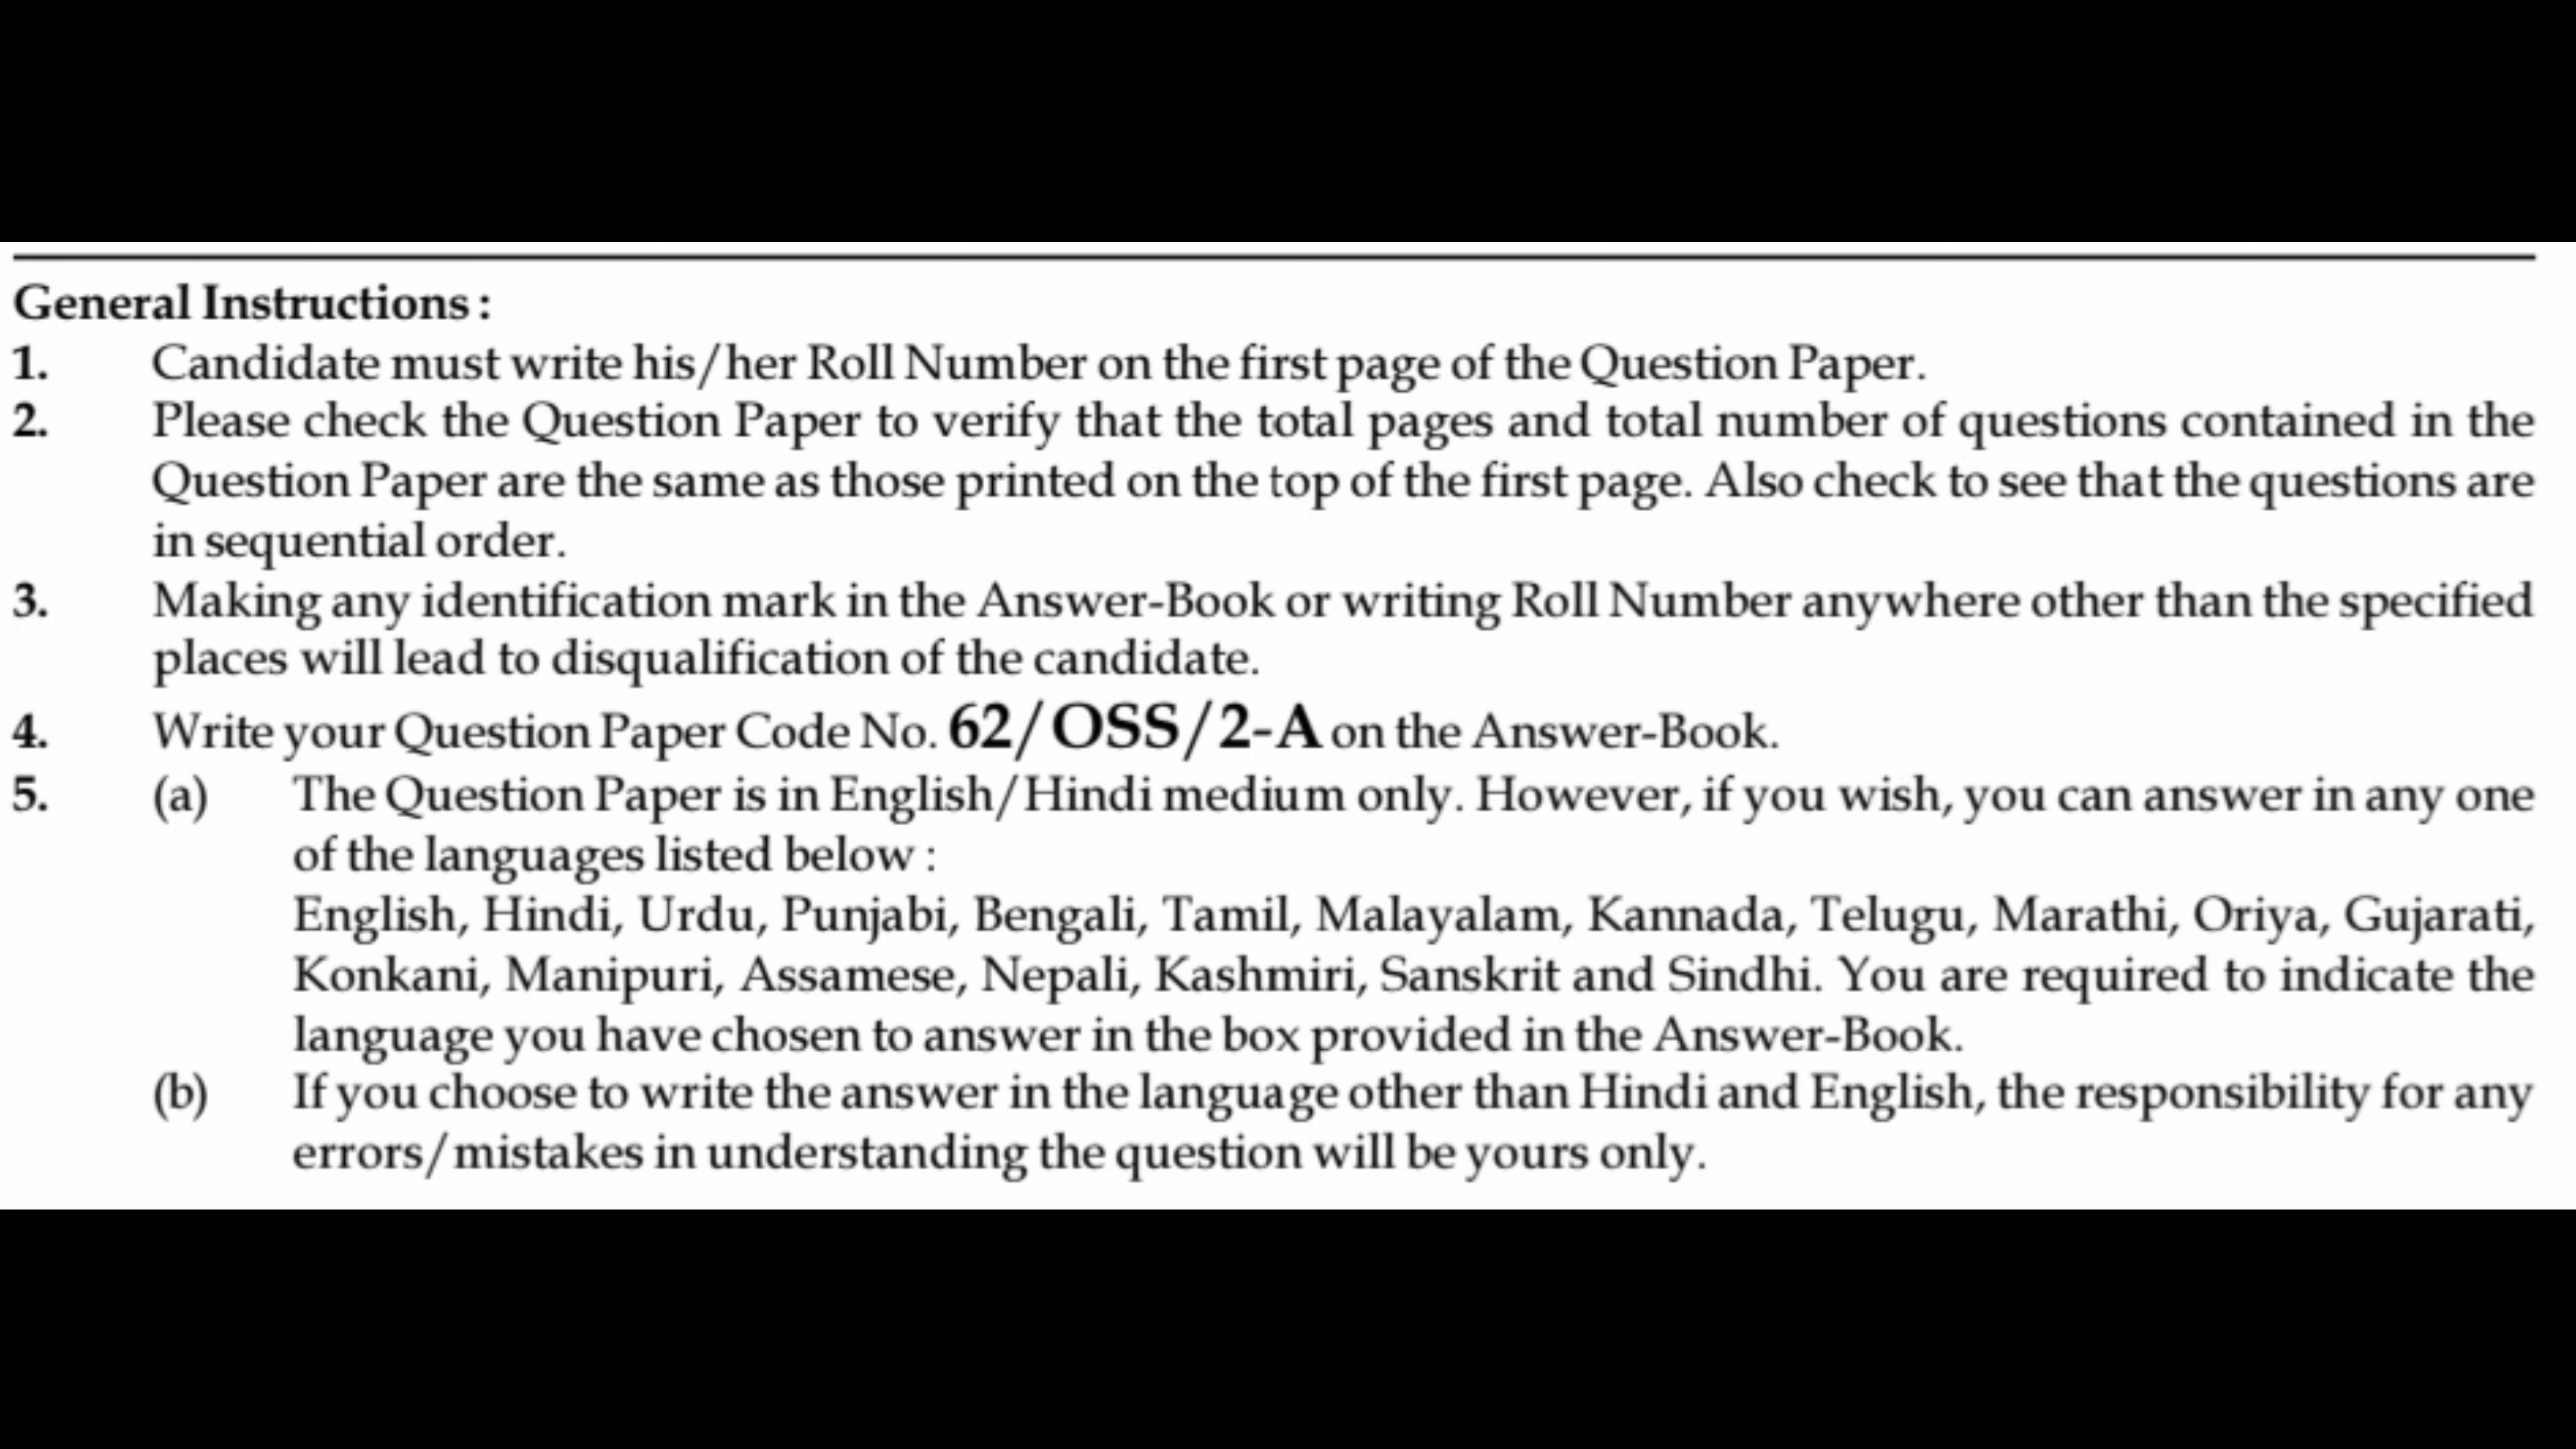 General Instructions :
1. Candidate must write his/her Roll Number on the first page of the Question Paper.
2. Please check the Question Paper to verify that the total pages and total number of questions contained in the
Question Paper are the same as those printed on the top of the first page. Also check to see that the questions are
in sequential order.
3. Making any identification mark in the Answer-Book or writing Roll Number anywhere other than the specified
places will lead to disqualification of the candidate.
4. Write your Question Paper Code No. 62/OSS/2-A on the Answer-Book.
5. (a) The Question Paper is in English/Hindi medium only. However, if you wish, you can answer in any one
of the languages listed below :
English, Hindi, Urdu, Punjabi, Bengali, Tamil, Malayalam, Kannada, Telugu, Marathi, Oriya, Gujarati,
Konkani, Manipuri, Assamese, Nepali, Kashmiri, Sanskrit and Sindhi. You are required to indicate the
language you have chosen to answer in the box provided in the Answer-Book.
(b) If you choose to write the answer in the language other than Hindi and English, the responsibility for any
errors/mistakes in understanding the question will be yours only.